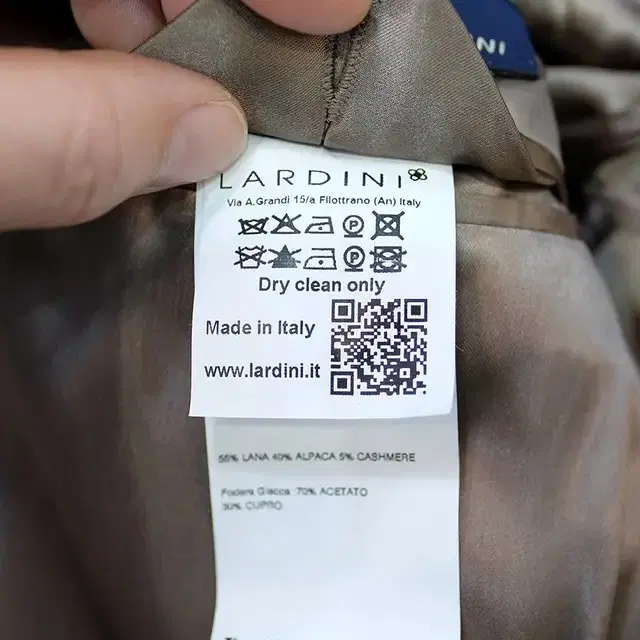 NI
LARDINI
Via A.Grandi 15/a Filottrano (An) Italy
P
P
Dry clean only
Made in Italy
www.lardini.it
55% LANA 40% ALPACA 5% CASHMERE
Fodera Giacca :70% ACETATO
30% CUPRO